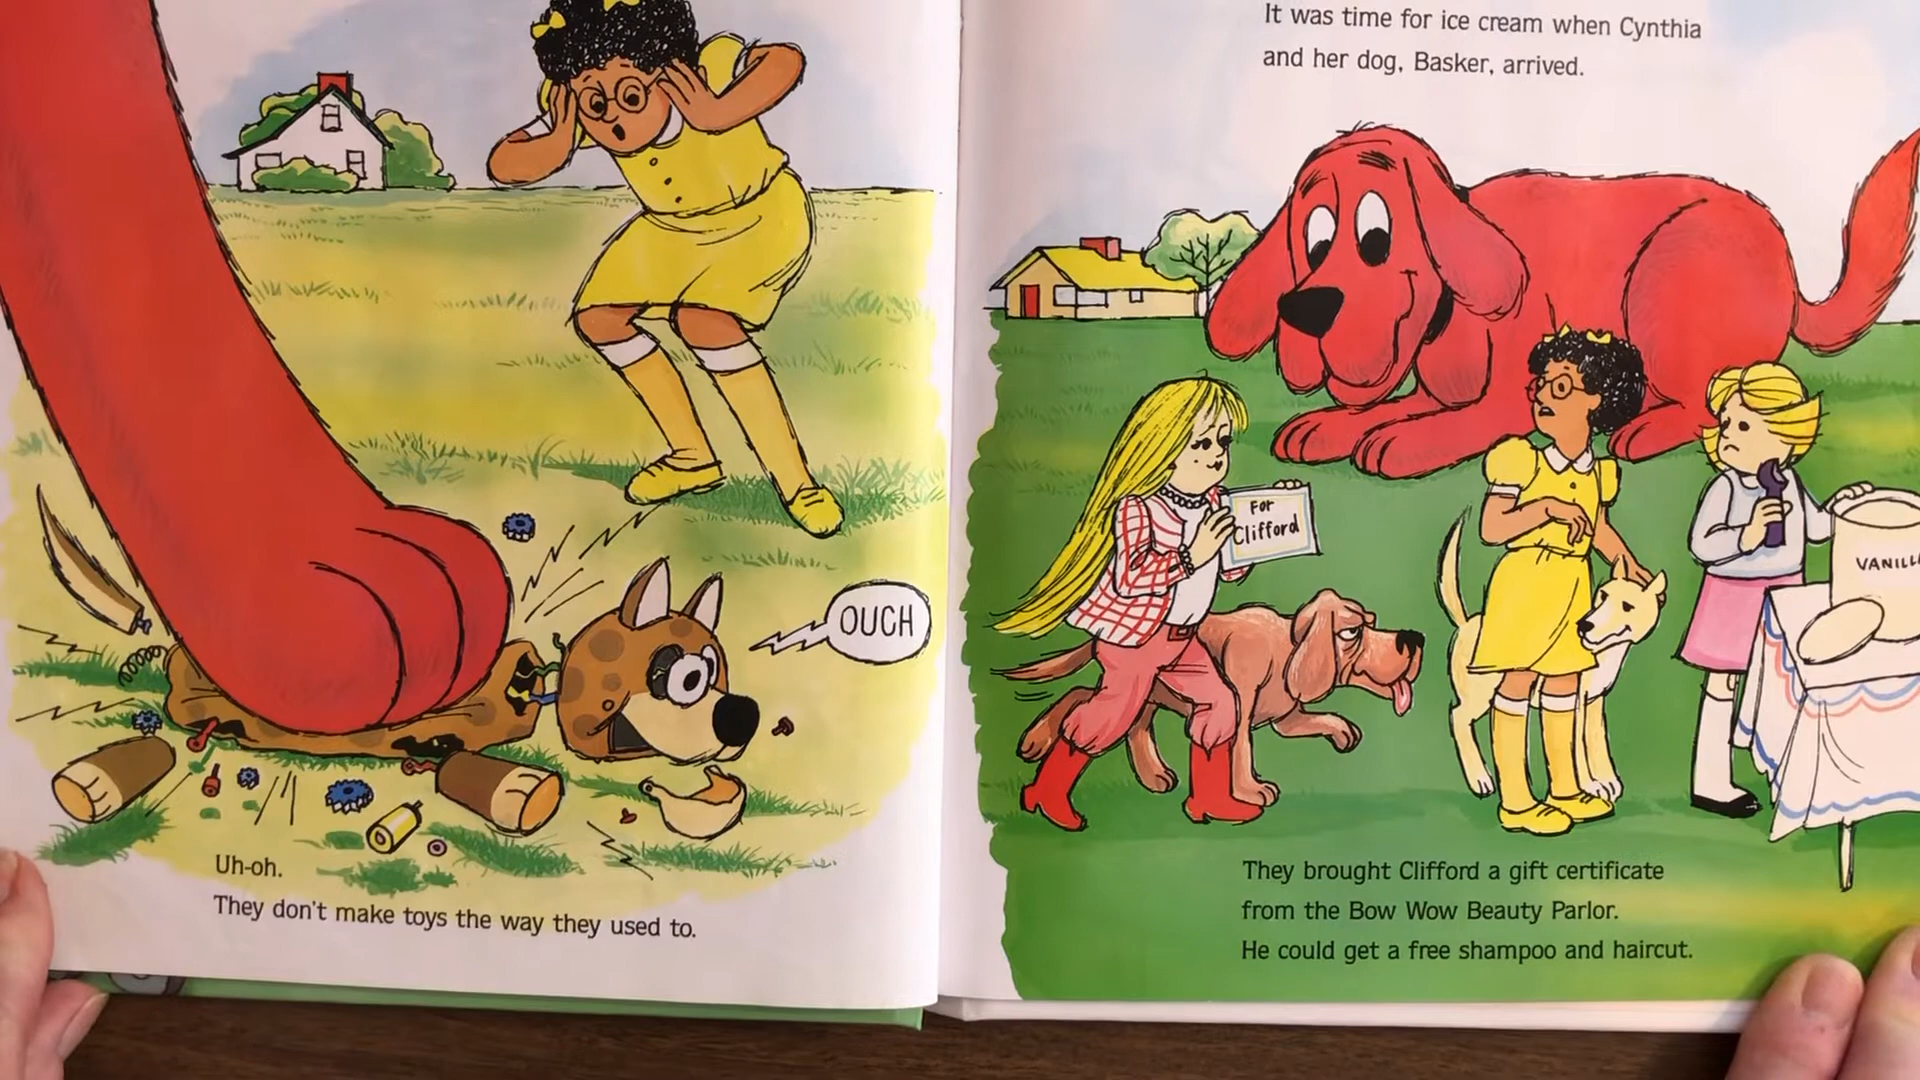 OUCH
Uh-oh.
They don't make toys the way they used to.
It was time for ice cream when Cynthia
and her dog, Basker, arrived.
For
Clifford
VANILL
They brought Clifford a gift certificate
from the Bow Wow Beauty Parlor.
He could get a free shampoo and haircut.